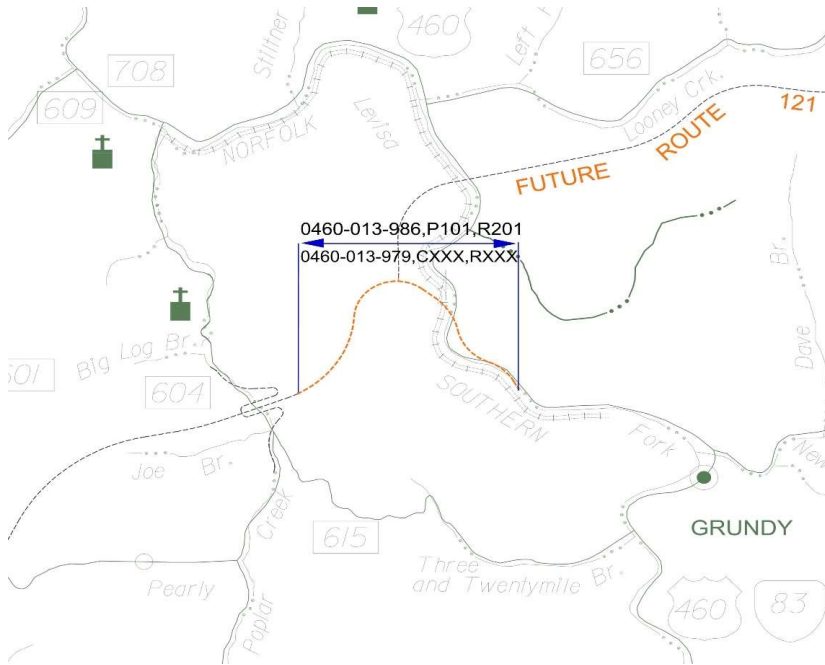 460
Stiltner
Left
708
656
609
Levisa
Looney Crk.
121
NORFOLK
ROUTE
FUTURE
0460-013-986,P101,R201
0460-013-979,CXXX,RXXX
Br.
Dave
Big Log Br.
601
604
SOUTHERN
Fork
New
Joe Br.
Creek
615
GRUNDY
Three
and Twentymile Br.
Pearly
460
83
Poplar